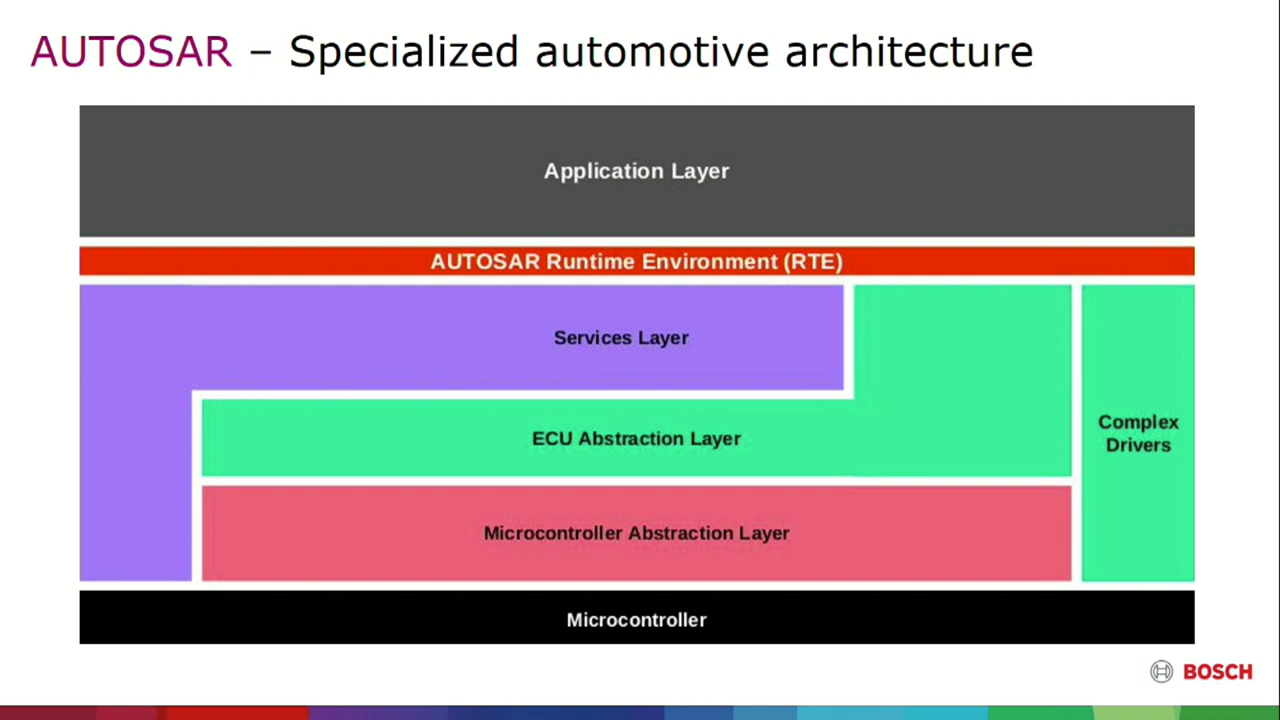 AUTOSAR – Specialized automotive architecture
Application Layer
AUTOSAR Runtime Environment (RTE)
Services Layer
ECU Abstraction Layer
Complex
Drivers
Microcontroller Abstraction Layer
Microcontroller
BOSCH